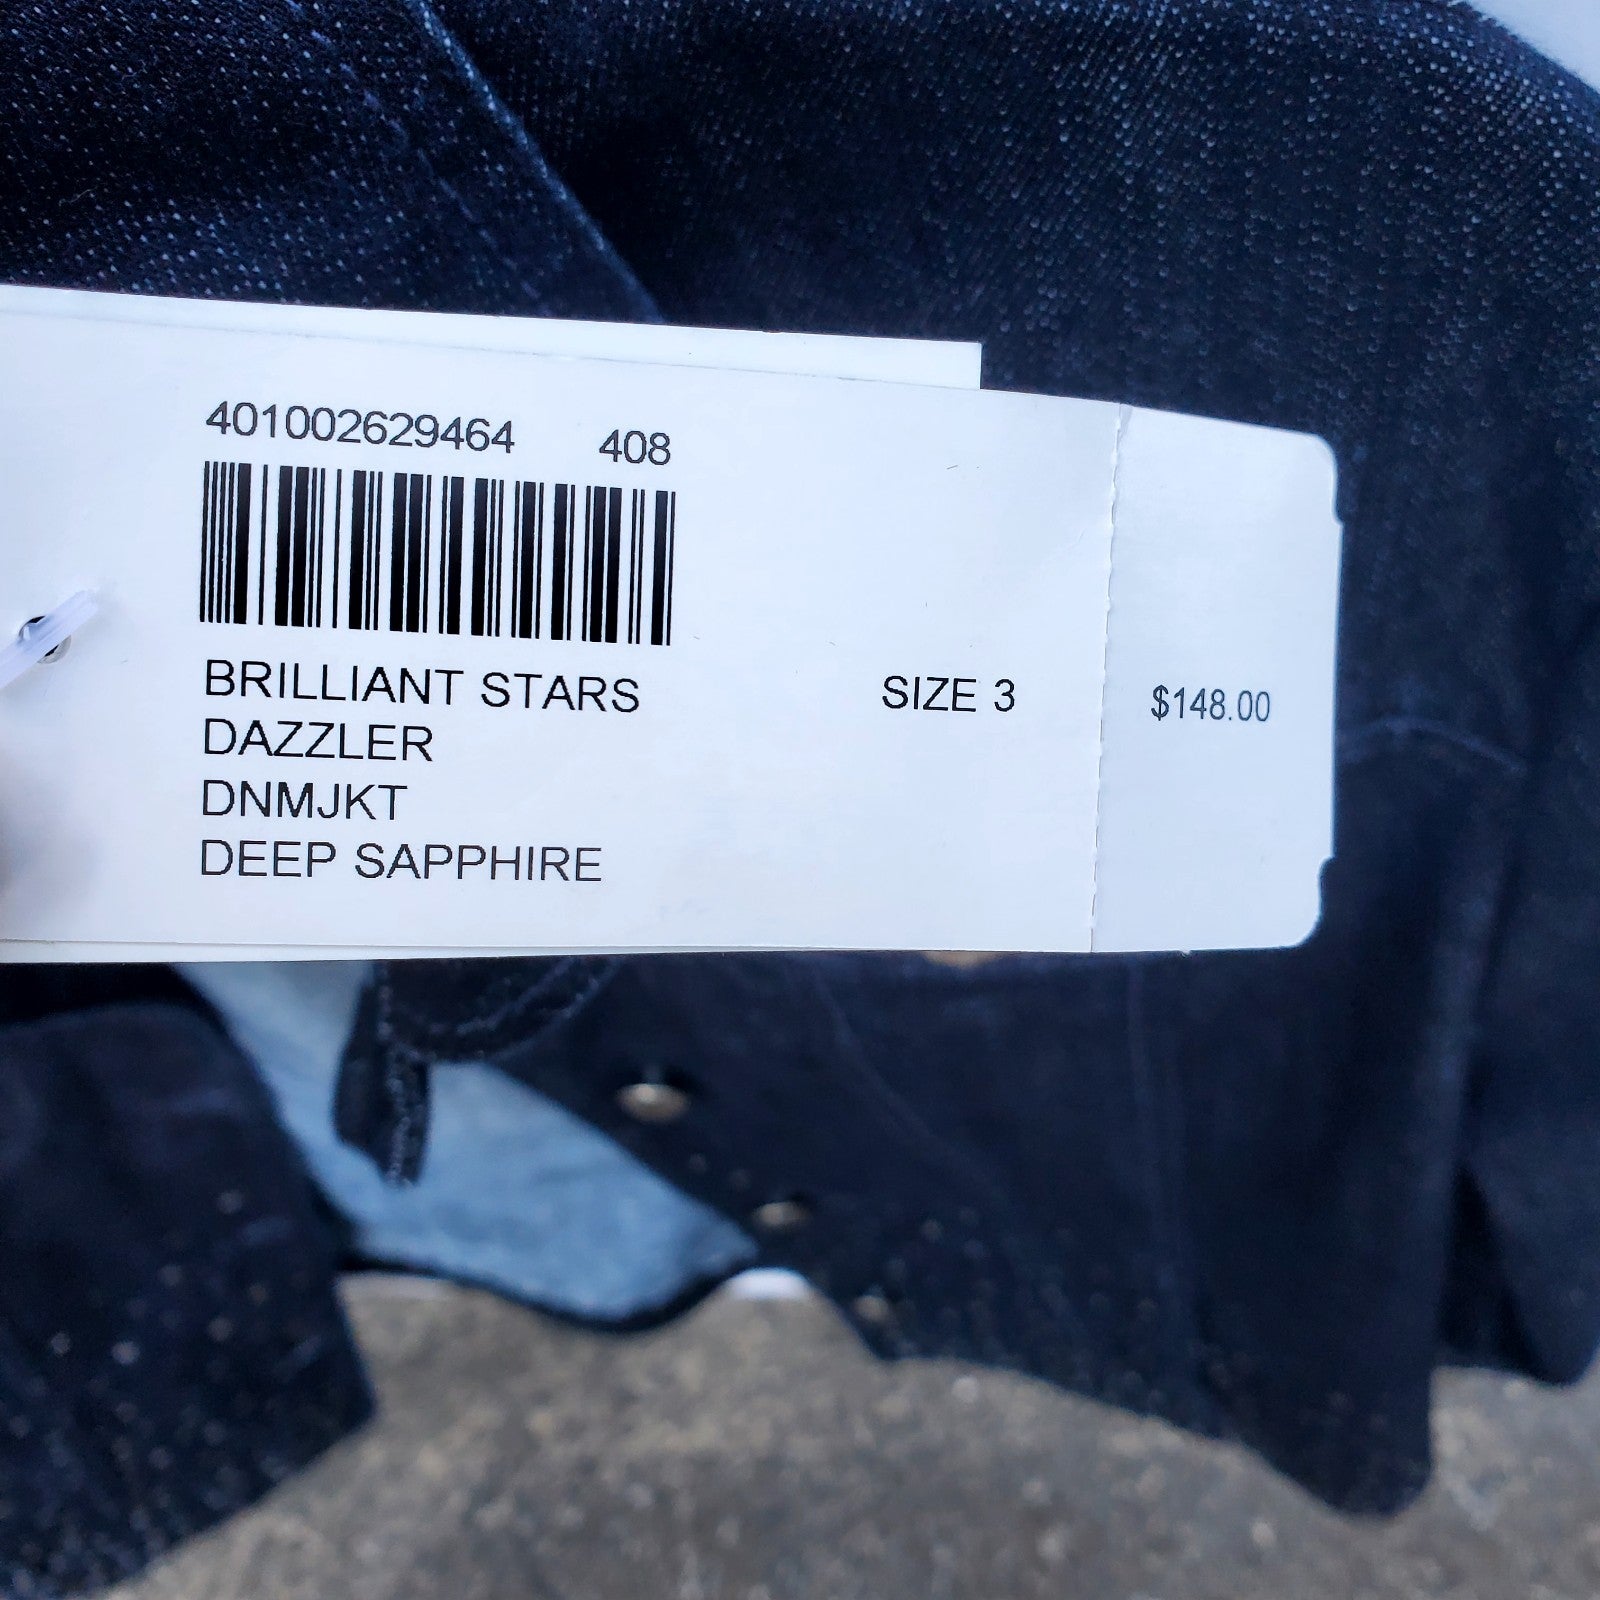 401002629464 408
BRILLIANT STARS
DAZZLER
DNMJKT
DEEP SAPPHIRE
SIZE 3
$148.00